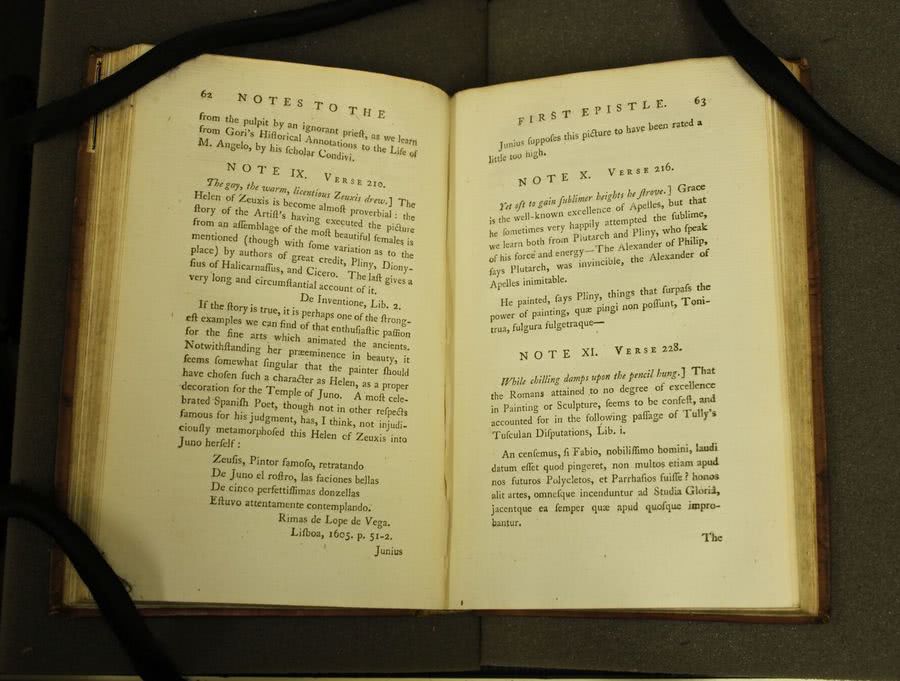 62 NOTES TO THE
from the pulpit by an ignorant prieſt, as we learn
from Gori's Hiſtorical Annotations to the Life of
M. Angelo, by his ſcholar Condivi.
NOTE IX. VERSE 210.
The gay, the warm, licentious Zeuxis drew.] The
Helen of Zeuxis is become almoſt proverbial : the
ſtory of the Artiſt's having executed the picture
from an aſſemblage of the moſt beautiful females is
mentioned (though with ſome variation as to the
place) by authors of great credit, Pliny, Diony-
ſius of Halicarnaſſus, and Cicero. The laſt gives a
very long and circumſtantial account of it.
De Inventione, Lib. 2.
If the ſtory is true, it is perhaps one of the ſtrong-
eſt examples we can find of that enthuſiaſtic paſſion
for the fine arts which animated the ancients.
Notwithſtanding her præeminence in beauty, it
ſeems ſomewhat ſingular that the painter ſhould
have choſen ſuch a character as Helen, as a proper
decoration for the Temple of Juno. A moſt cele-
brated Spaniſh Poet, though not in other reſpects
famous for his judgment, has, I think, not injudi-
ciouſly metamorphoſed this Helen of Zeuxis into
Juno herſelf :
Zeuſis, Pintor famoſo, retratando
De Juno el roſtro, las faciones bellas
De cinco perfettiſſimas donzellas
Eſtuvo attentamente contemplando.
Rimas de Lope de Vega.
Liſboa, 1605. p. 51-2.
Junius
FIRST EPISTLE. 63
Junius ſuppoſes this picture to have been rated a
little too high.
NOTE X. VERSE 216.
Yet oft to gain ſublimer heights he ſtrove.] Grace
is the well-known excellence of Apelles, but that
he ſometimes very happily attempted the ſublime,
we learn both from Plutarch and Pliny, who ſpeak
of his force and energy—The Alexander of Philip,
ſays Plutarch, was invincible, the Alexander of
Apelles inimitable.
He painted, ſays Pliny, things that ſurpaſs the
power of painting, quæ pingi non poſſunt, Toni-
trua, fulgura fulgetraque—
NOTE XI. VERSE 228.
While chilling damps upon the pencil hung.] That
the Romans attained to no degree of excellence
in Painting or Sculpture, ſeems to be confeſt, and
accounted for in the following paſſage of Tully's
Tuſculan Diſputations, Lib. i.
An cenſemus, ſi Fabio, nobiliſſimo homini, laudi
datum eſſet quod pingeret, non multos etiam apud
nos futuros Polycletos, et Parrhaſios fuiſſe ? honos
alit artes, omneſque incenduntur ad Studia Gloriâ,
jacentque ea ſemper quæ apud quoſque impro-
bantur.
The